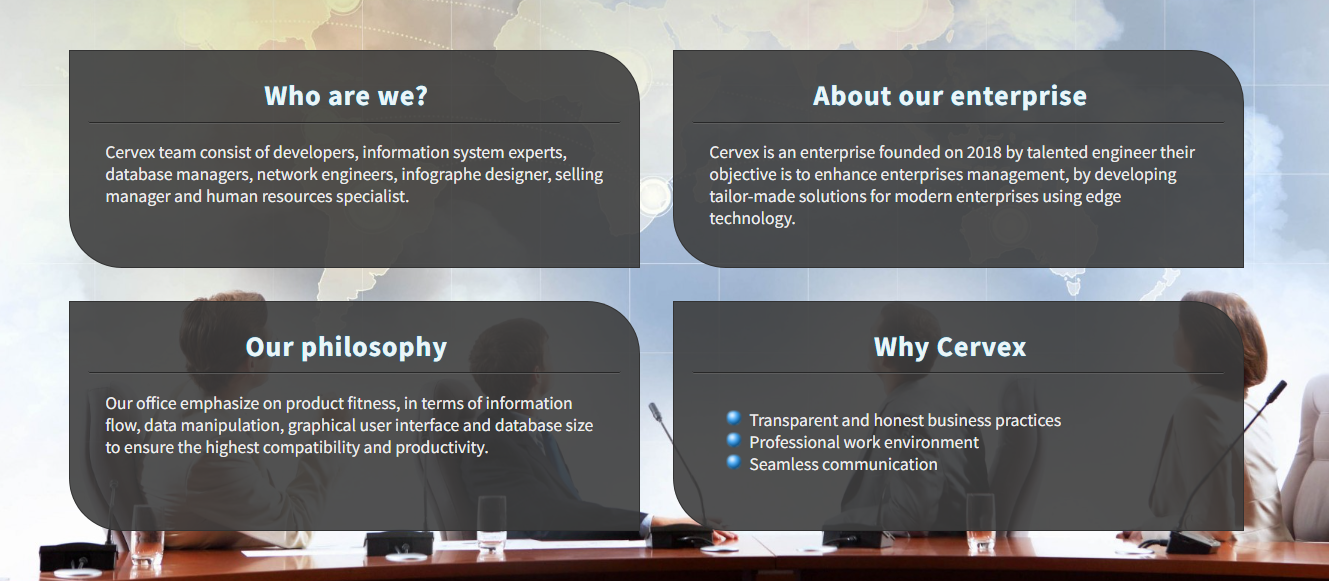 Who are we?
Cervex team consist of developers, information system experts,
database managers, network engineers, infographe designer, selling
manager and human resources specialist.
About our enterprise
Cervex is an enterprise founded on 2018 by talented engineer their
objective is to enhance enterprises management, by developing
tailor-made solutions for modern enterprises using edge
technology.
Our philosophy
Our office emphasize on product fitness, in terms of information
flow, data manipulation, graphical user interface and database size
to ensure the highest compatibility and productivity.
Why Cervex
Transparent and honest business practices
Professional work environment
Seamless communication